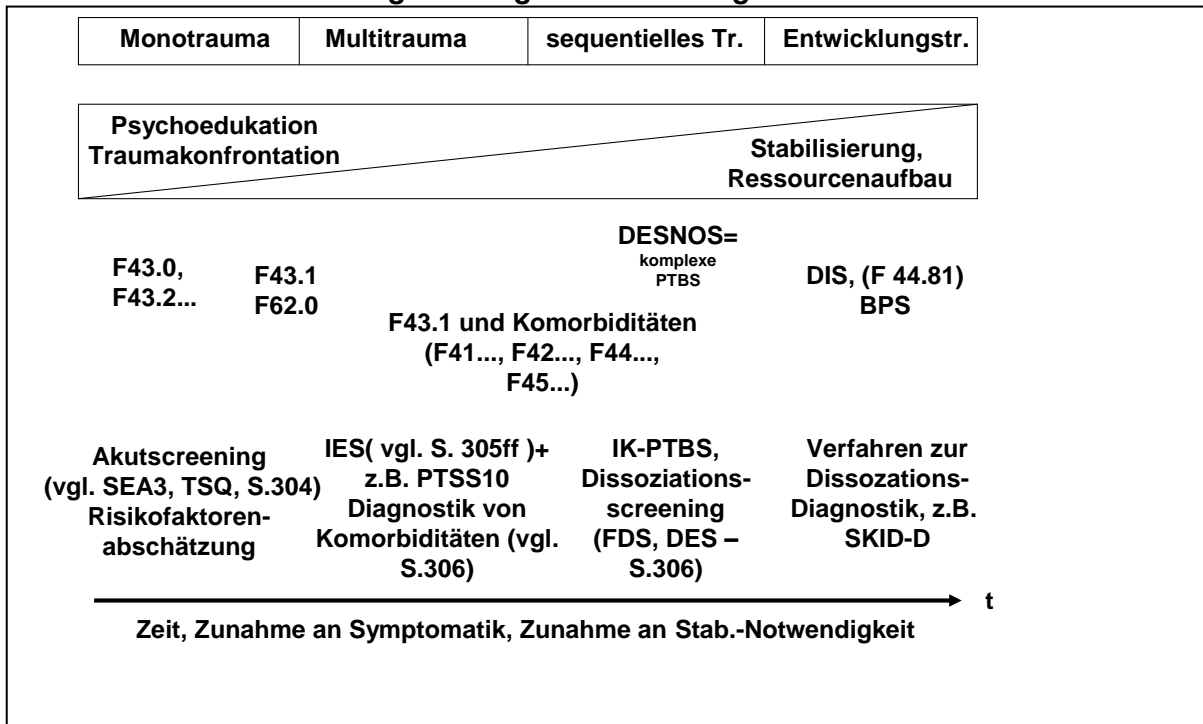 Monotrauma Multitrauma sequentielles Tr. Entwicklungstr.
Psychoedukation
Traumakonfrontation
Stabilisierung,
Ressourcenaufbau
F43.0,
F43.2...
F43.1
F62.0
F43.1 und Komorbiditäten
(F41..., F42..., F44...,
F45...)
DESNOS=
komplexe
PTBS
DIS, (F 44.81)
BPS
Akutscreening
(vgl. SEA3, TSQ, S.304)
Risikofaktoren-
abschätzung
IES( vgl. S. 305ff )+
z.B. PTSS10
Diagnostik von
Komorbiditäten (vgl.
S.306)
IK-PTBS,
Dissoziations-
screening
(FDS, DES –
S.306)
Verfahren zur
Dissozations-
Diagnostik, z.B.
SKID-D
t
Zeit, Zunahme an Symptomatik, Zunahme an Stab.-Notwendigkeit